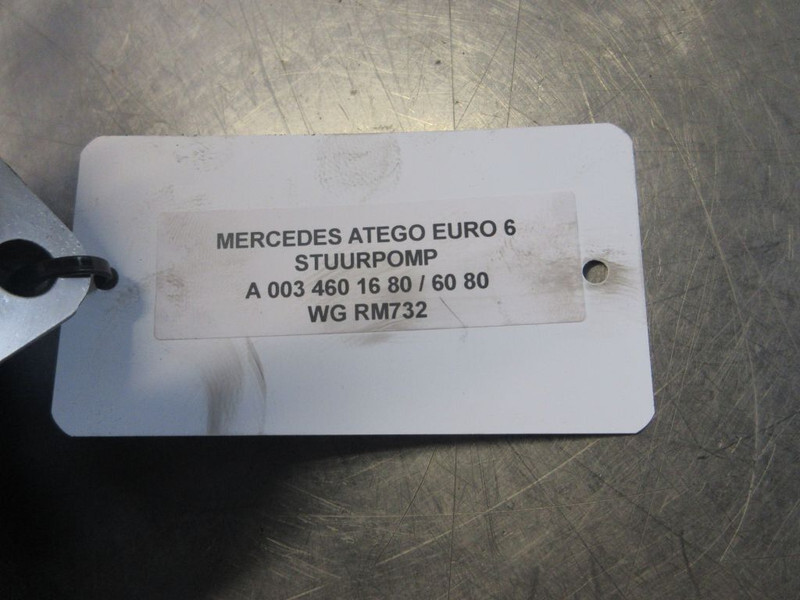 MERCEDES ATEGO EURO 6
STUURPOMP
A 003 460 16 80 / 60 80
WG RM732